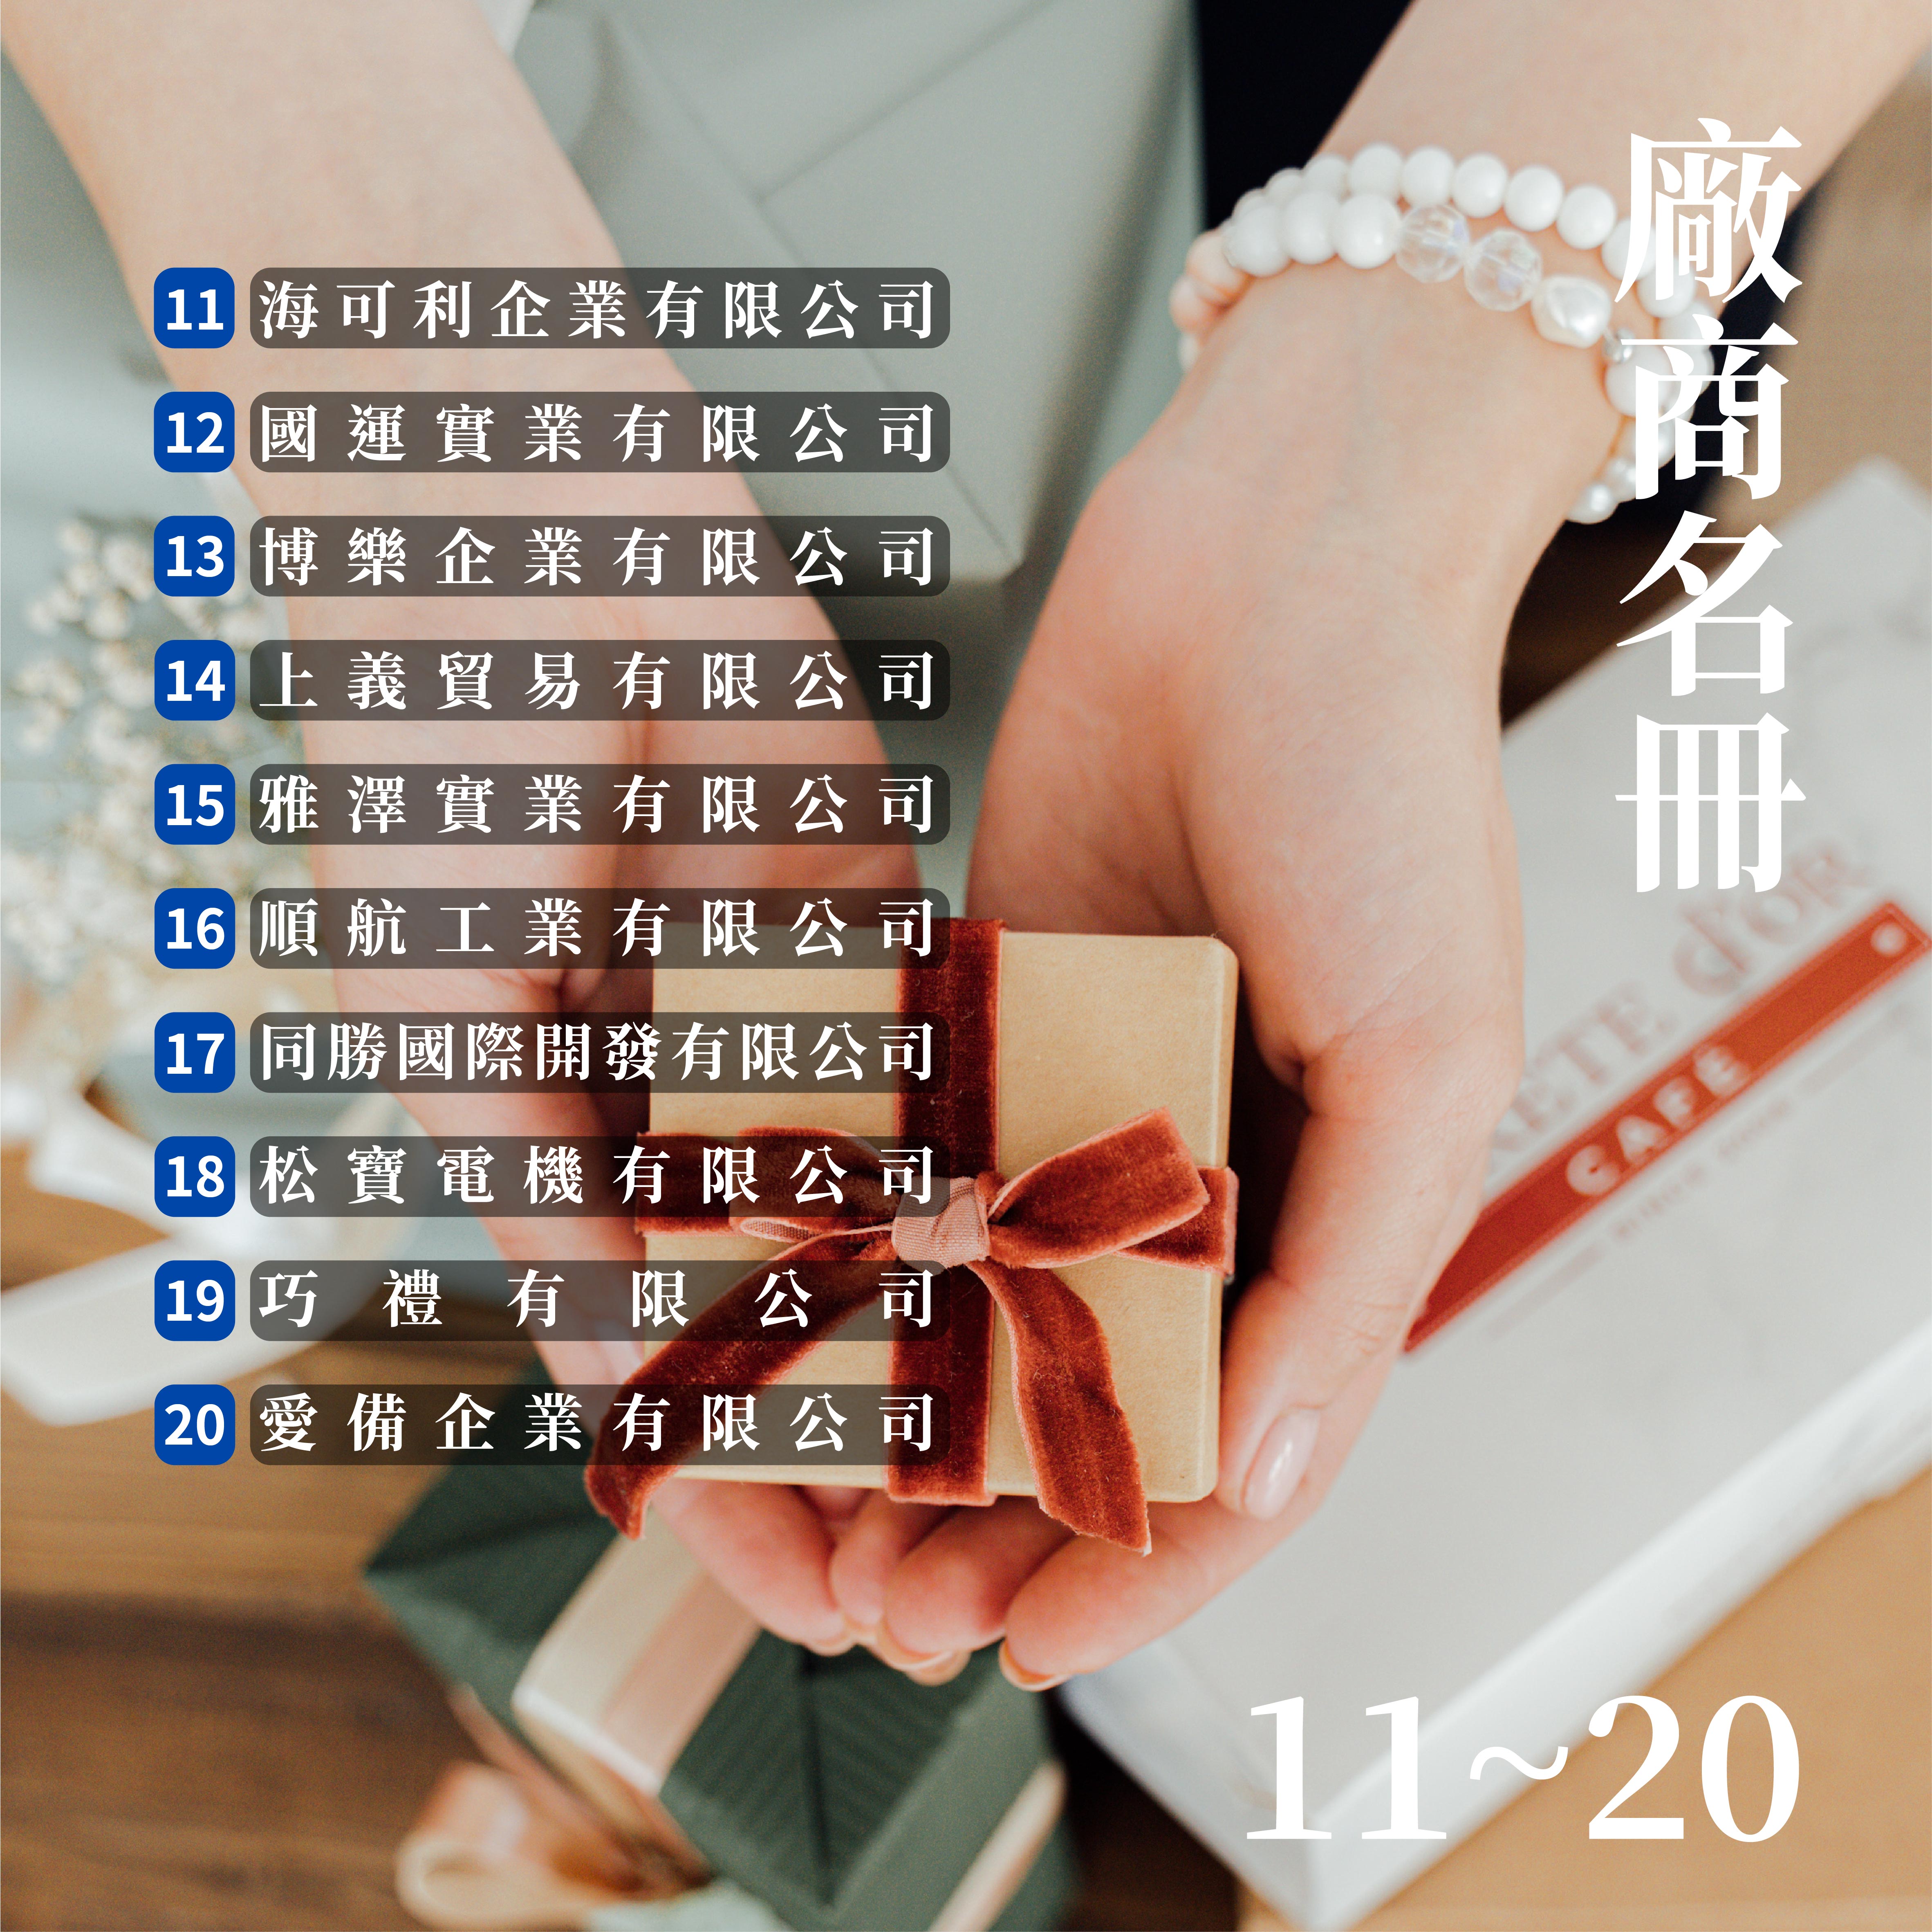 廠商名冊
11 海可利企業有限公司
12 國運實業有限公司
13 博樂企業有限公司
14 上義貿易有限公司
15 雅澤實業有限公司
16 順航工業有限公司
17 同勝國際開發有限公司
18 松寶電機有限公司
19 巧禮有限公司
20 愛備企業有限公司
d'OR
CAFÉ
11~20